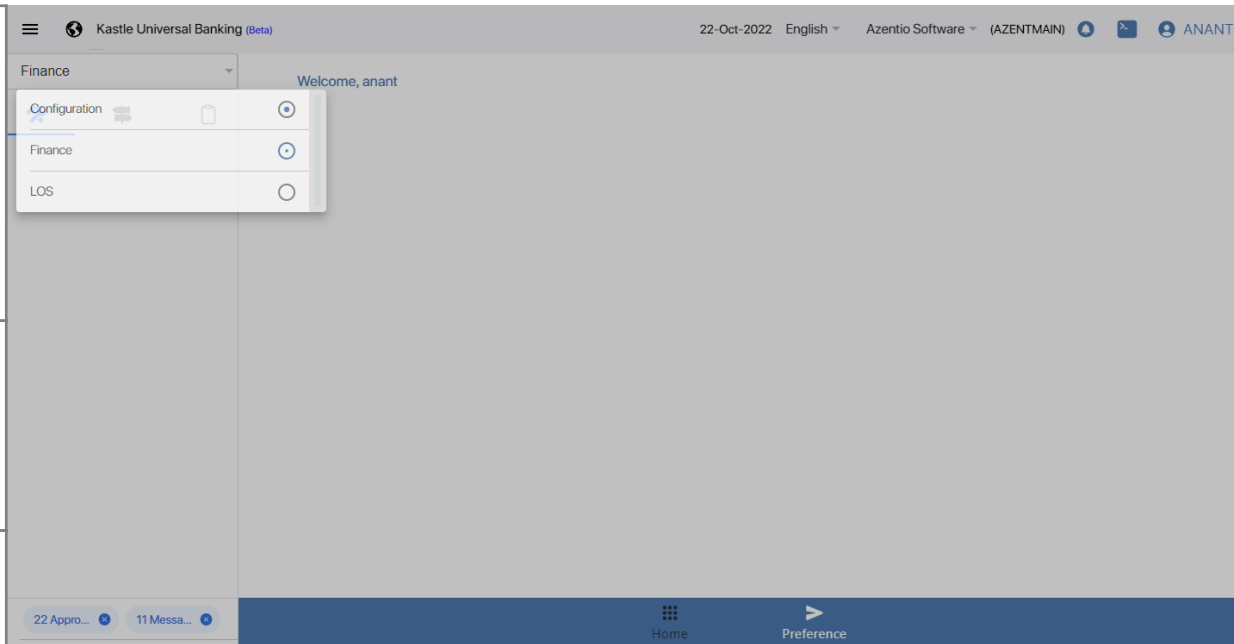 Kastle Universal Banking (Beta) 22-Oct-2022 English Azentio Software (AZENTMAIN) ANANT
Finance
Welcome, anant
Configuration
Finance
LOS
22 Appro... 11 Messa...
Home Preference